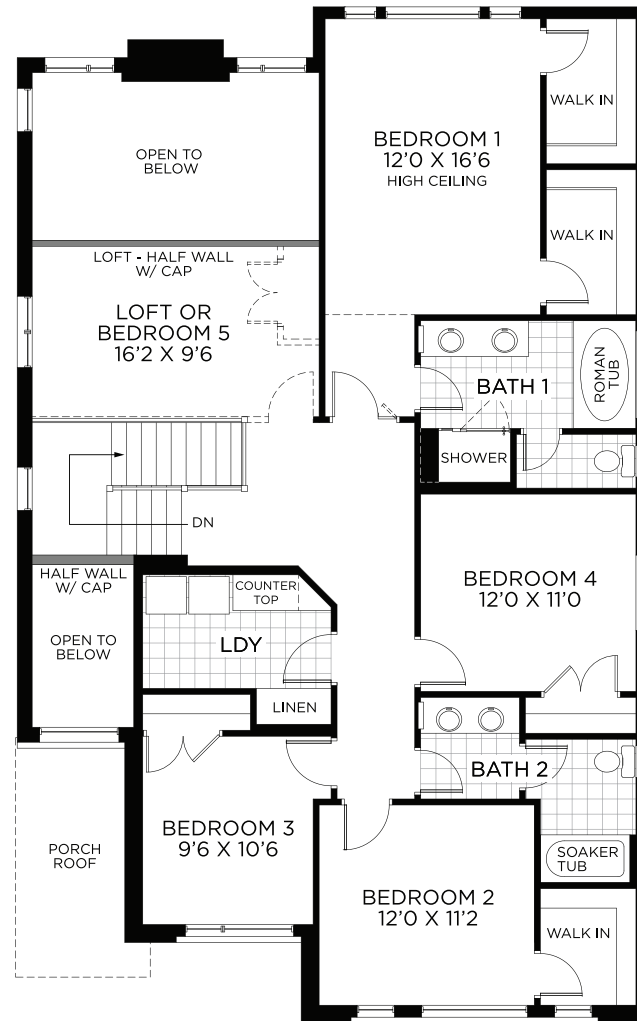 WALK IN
BEDROOM 1
12'0 X 16'6
HIGH CEILING
OPEN TO
BELOW
WALK IN
LOFT - HALF WALL
W/ CAP
LOFT OR
BEDROOM 5
16'2 X 9'6
ROMAN
TUB
BATH 1
SHOWER
DN
HALF WALL
W/ CAP
COUNTER
TOP
BEDROOM 4
12'0 X 11'0
OPEN TO
BELOW
LDY
LINEN
BATH 2
BEDROOM 3
9'6 X 10'6
PORCH
ROOF
SOAKER
TUB
BEDROOM 2
12'0 X 11'2
WALK IN